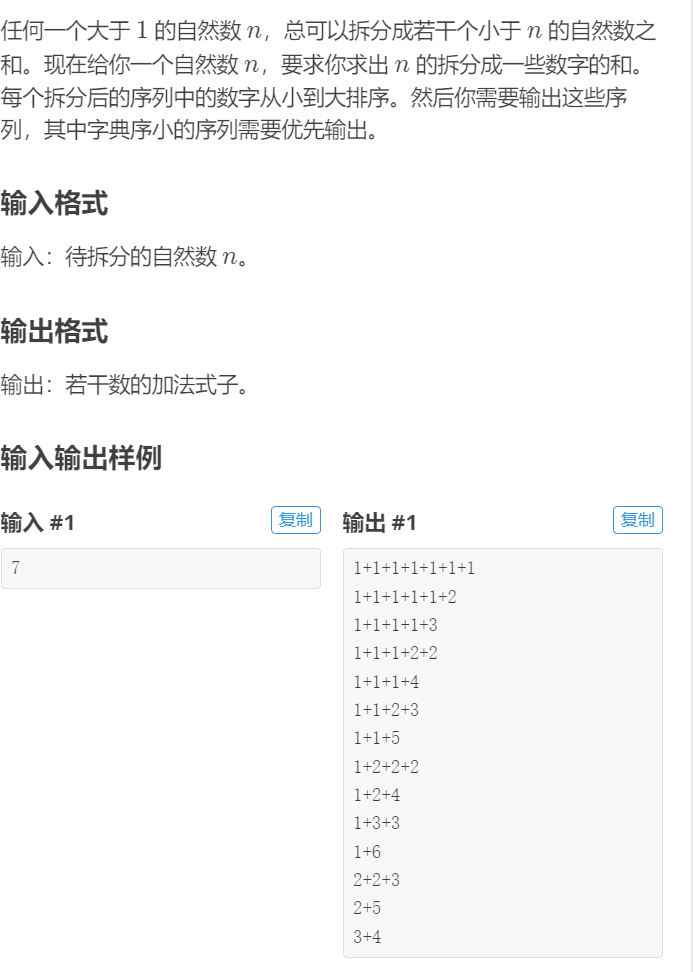 任何一个大于 1 的自然数 n，总可以拆分成若干个小于 n 的自然数之
和。现在给你一个自然数 n，要求你求出 n 的拆分成一些数字的和。
每个拆分后的序列中的数字从小到大排序。然后你需要输出这些序
列，其中字典序小的序列需要优先输出。
输入格式
输入：待拆分的自然数 n。
输出格式
输出：若干数的加法式子。
输入输出样例
输入 #1
复制
7
输出 #1
复制
1+1+1+1+1+1+1
1+1+1+1+1+2
1+1+1+1+3
1+1+1+2+2
1+1+1+4
1+1+2+3
1+1+5
1+2+2+2
1+2+4
1+3+3
1+6
2+2+3
2+5
3+4